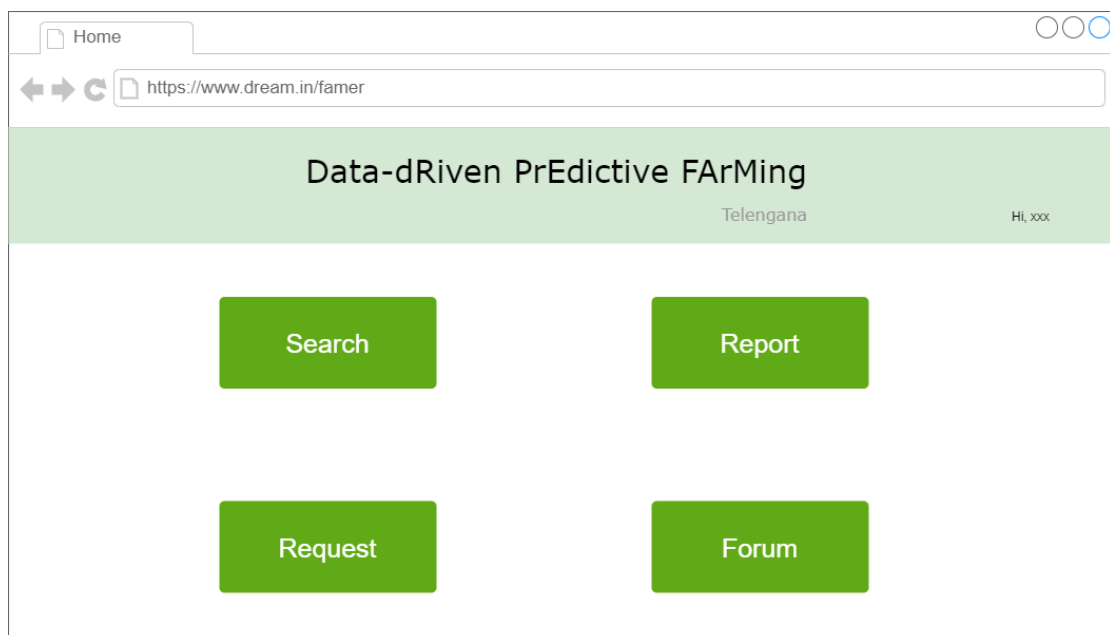 Home
https://www.dream.in/famer
Data-dRiven PrEdictive FArMing
Telengana
Hi, xxx
Search
Report
Request
Forum